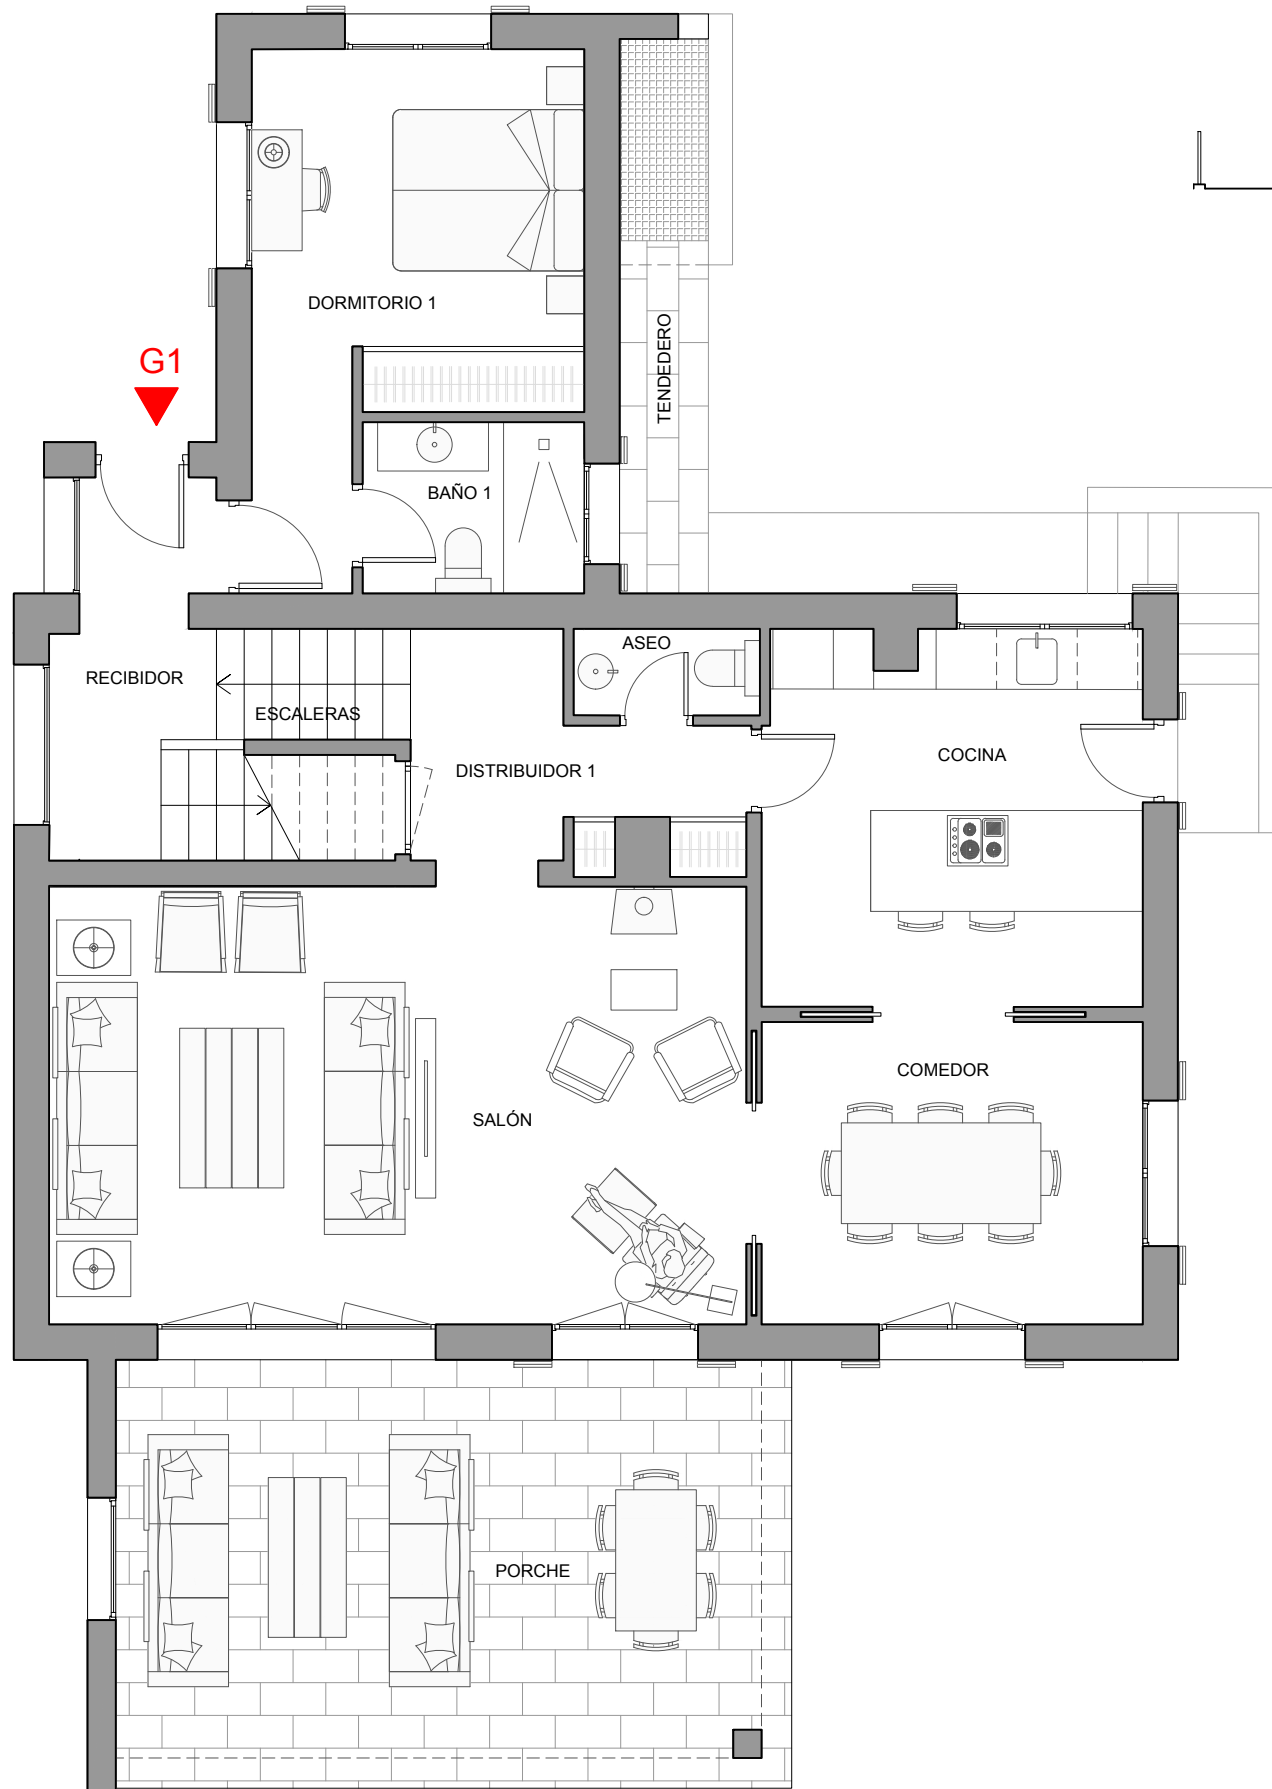 DORMITORIO 1
G1
TENDEDERO
BAÑO 1
ASEO
RECIBIDOR
ESCALERAS
DISTRIBUIDOR 1
COCINA
COMEDOR
SALÓN
PORCHE